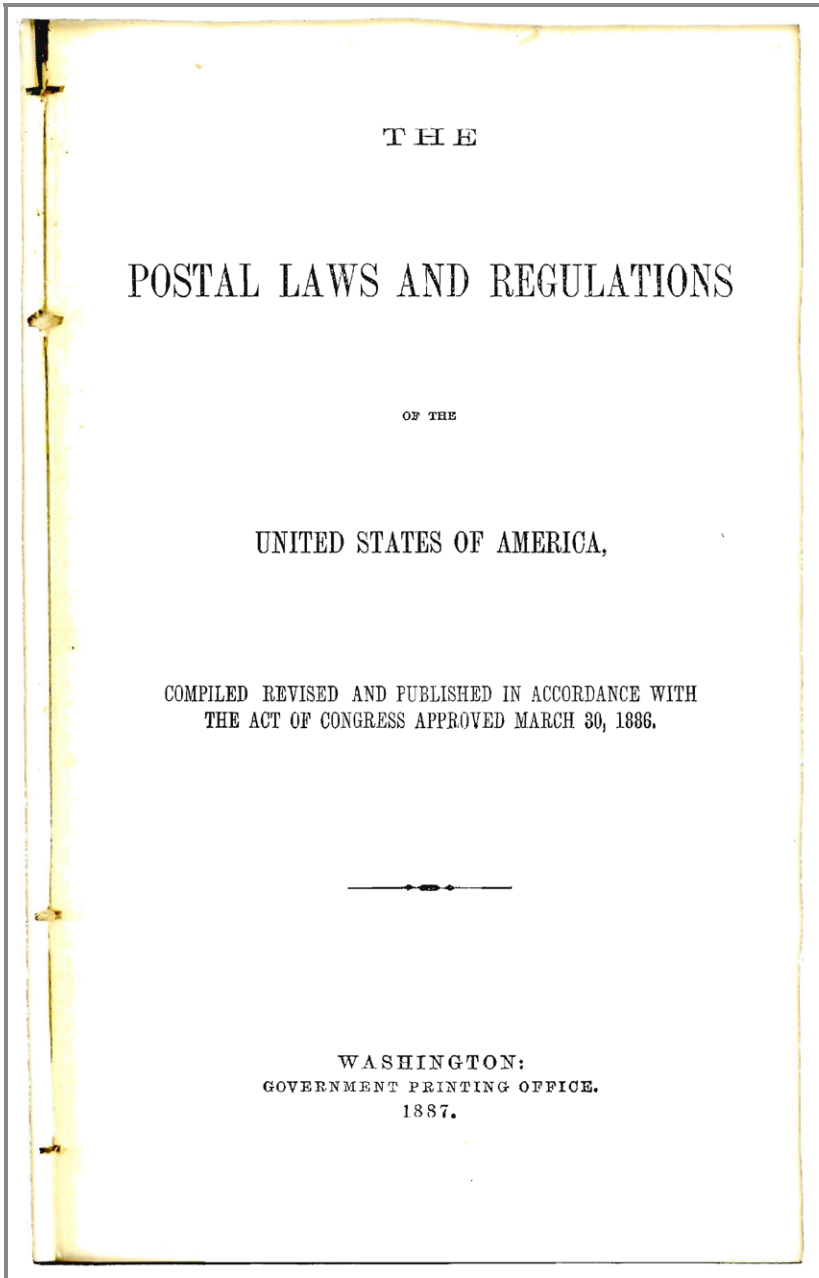 THE
POSTAL LAWS AND REGULATIONS
OF THE
UNITED STATES OF AMERICA,
COMPILED REVISED AND PUBLISHED IN ACCORDANCE WITH
THE ACT OF CONGRESS APPROVED MARCH 30, 1886.
WASHINGTON:
GOVERNMENT PRINTING OFFICE.
1887.